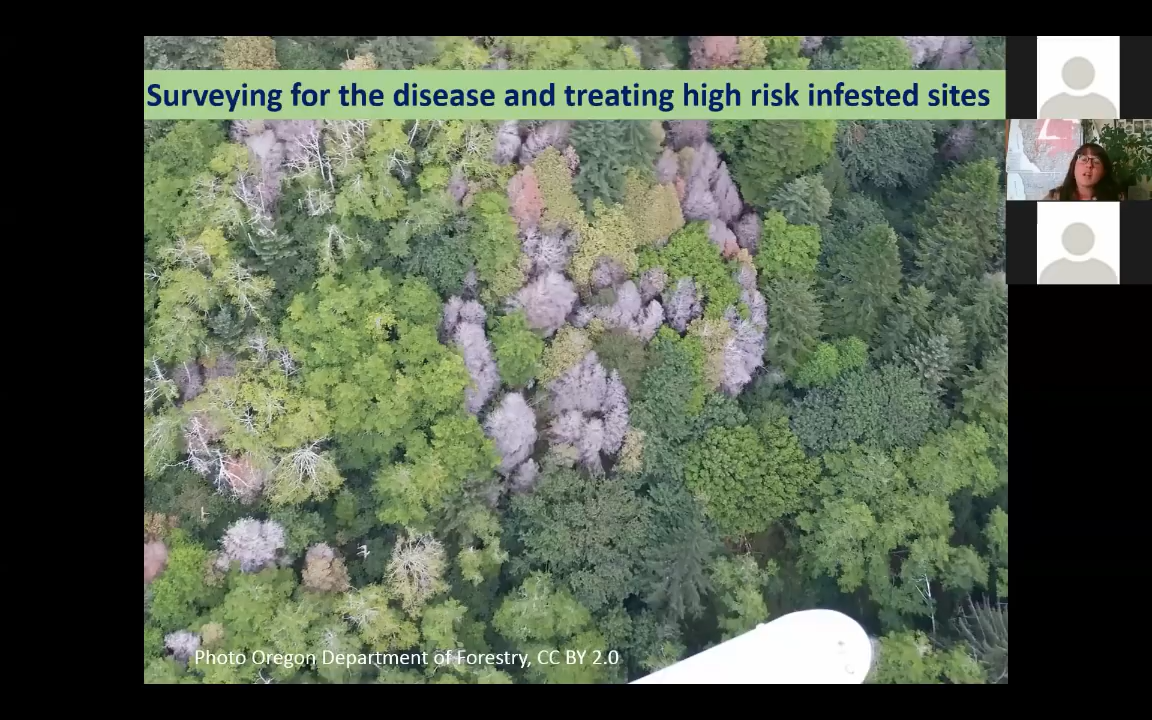 Surveying for the disease and treating high risk infested sites
Photo Oregon Department of Forestry, CC BY 2.0